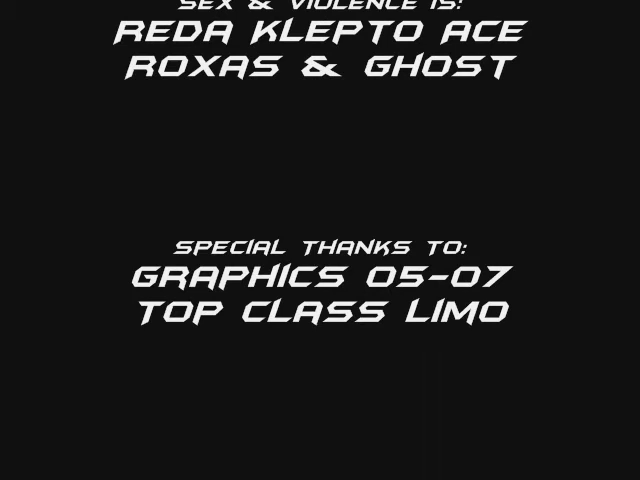 SEX & VIOLENCE IS:
REDA KLEPTO ACE
ROXAS & GHOST
SPECIAL THANKS TO:
GRAPHICS 05-07
TOP CLASS LIMO